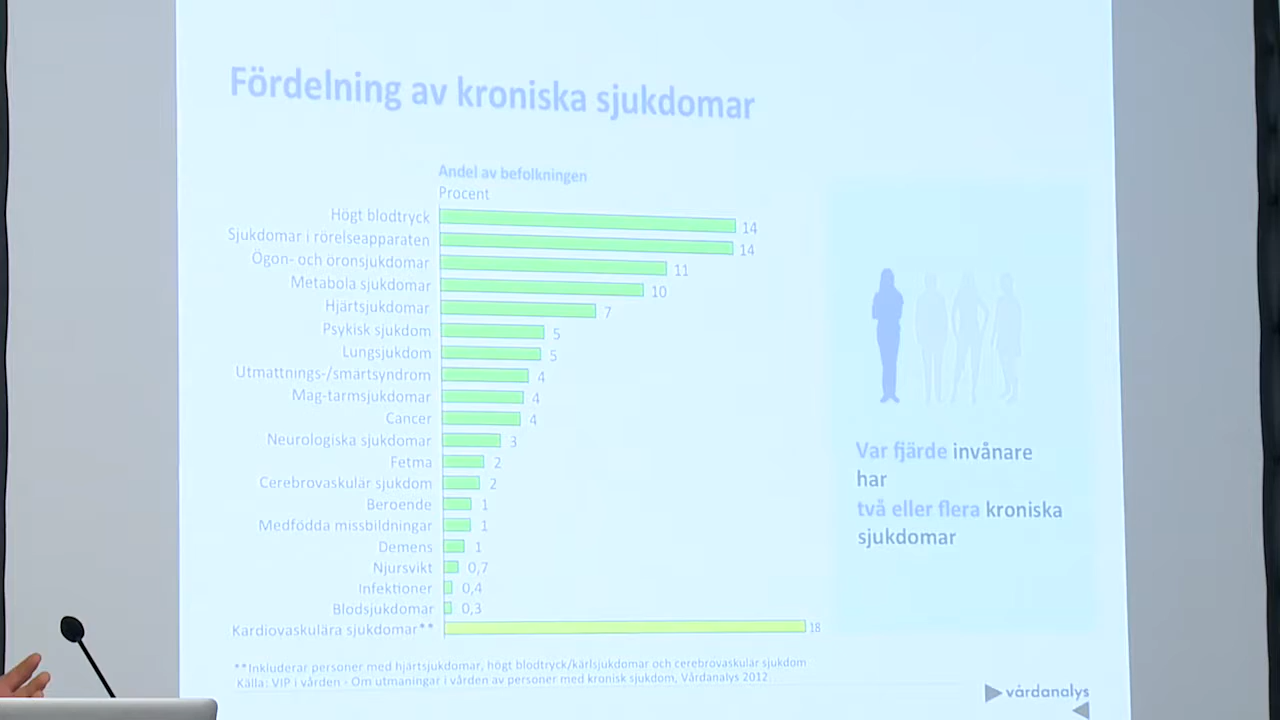 Fördelning av kroniska sjukdomar
Andel av befolkningen
Procent
Högt blodtryck 14
Sjukdomar i rörelseapparaten 14
Ögon- och öronsjukdomar 11
Metabola sjukdomar 10
Hjärtsjukdomar 7
Psykisk sjukdom 5
Lungsjukdom 5
Utmattnings-/smärtsyndrom 4
Mag-tarmsjukdomar 4
Cancer 4
Neurologiska sjukdomar 3
Fetma 2
Cerebrovaskulär sjukdom 2
Beroende 1
Medfödda missbildningar 1
Demens 1
Njursvikt 0,7
Infektioner 0,4
Blodsjukdomar 0,3
Kardiovaskulära sjukdomar** 18
**Inkluderar personer med hjärtsjukdomar, högt blodtryck/kärlsjukdomar och cerebrovaskulär sjukdom
Källa: VIP i vården - Om utmaningar i vården av personer med kronisk sjukdom, Vårdanalys 2012
Var fjärde invånare
har
två eller flera kroniska
sjukdomar
vårdanalys